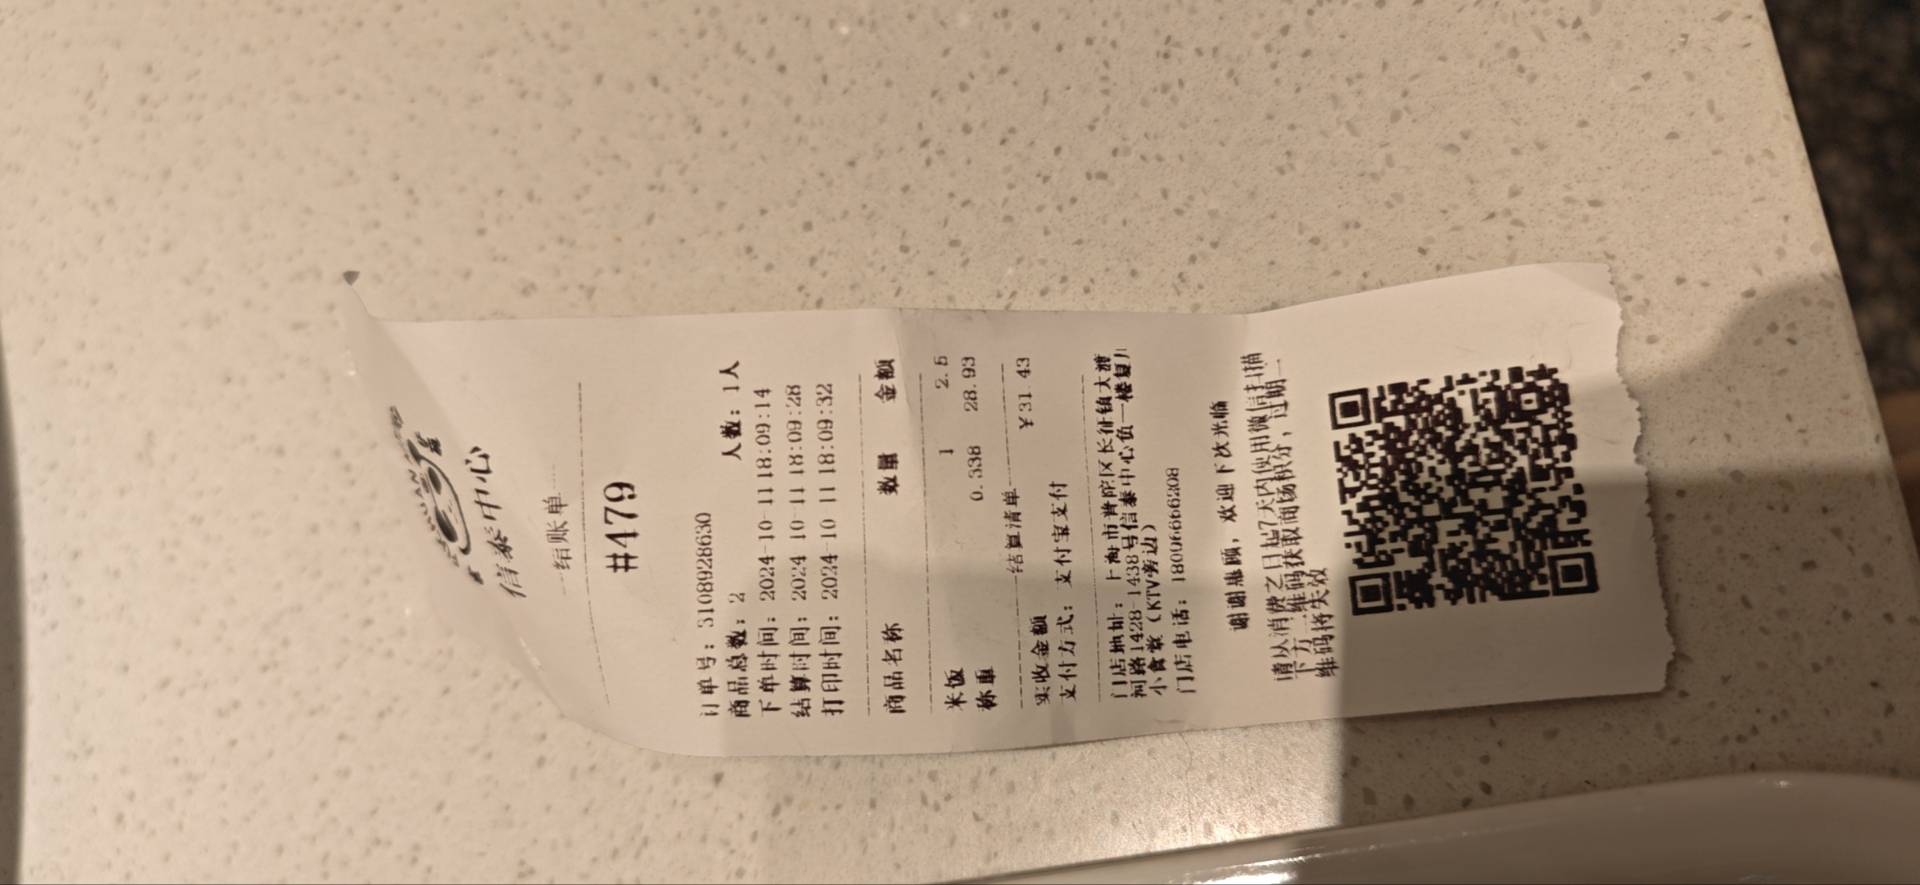 信泰中心
结账单
#479
订单号：3108928630
商品总数：2 人数：1人
下单时间：2024-10-11 18:09:14
结算时间：2024-10-11 18:09:28
打印时间：2024-10-11 18:09:32
商品名称 数量 金额
米饭 1 2.5
称重 0.338 28.93
结算清单
实收金额 ¥31.43
支付方式：支付宝支付
门店地址：上海市普陀区长征镇大渡
河路1428-1438号信泰中心负一楼复川
小食家（KTV旁边）
门店电话：18006666208
谢谢惠顾，欢迎下次光临
请从消费之日起7天内使用微信扫描
下方二维码获取商场积分，过期二
维码将失效